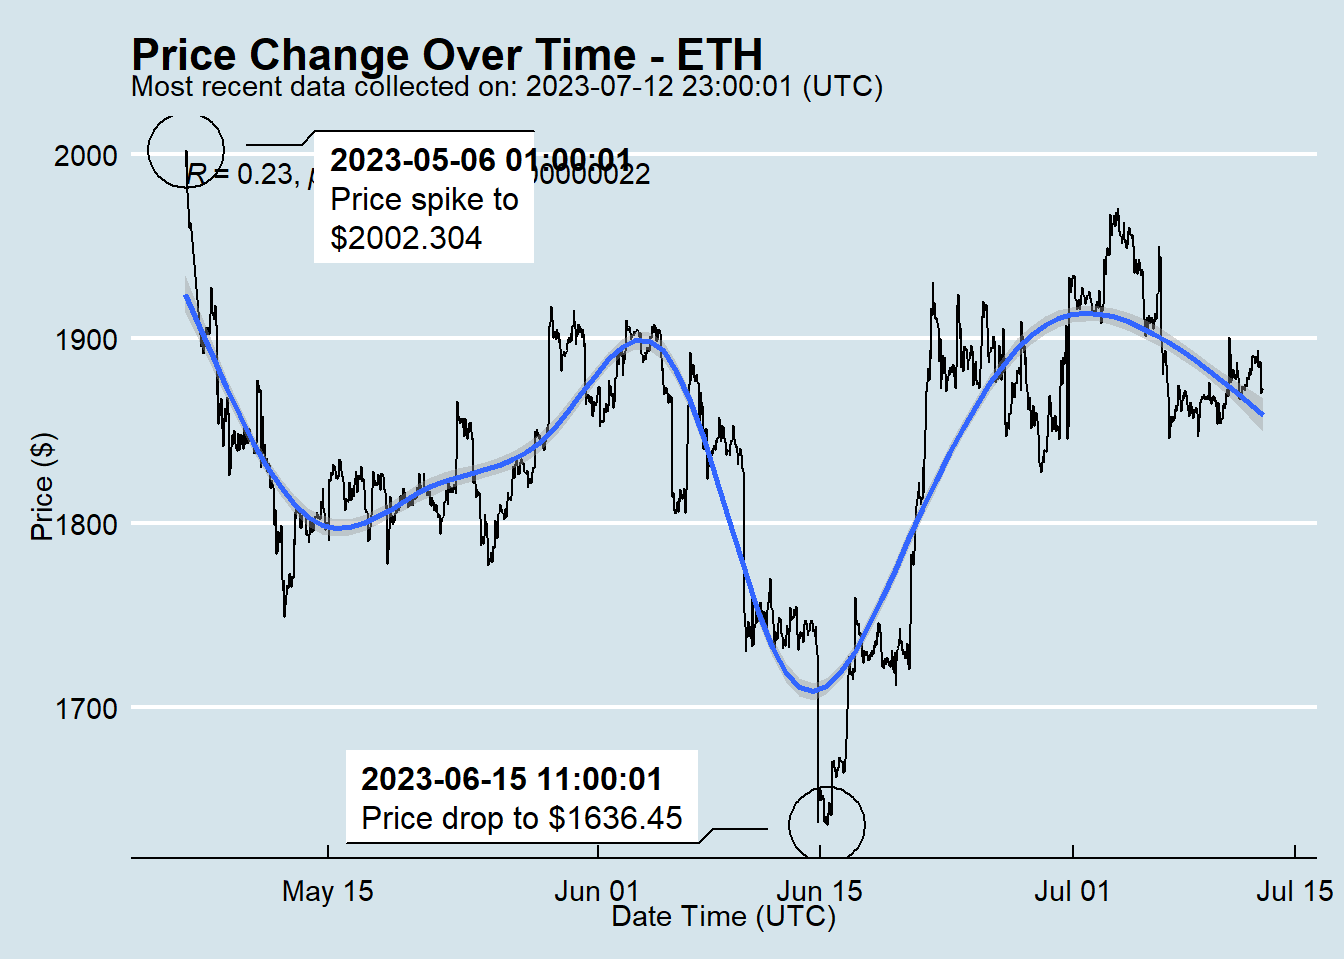 Price Change Over Time - ETH
Most recent data collected on: 2023-07-12 23:00:01 (UTC)
2023-05-06 01:00:01
R = 0.23,
00000022
Price spike to
$2002.304
2000
1900
1800
1700
Price ($)
2023-06-15 11:00:01
Price drop to $1636.45
May 15
Jun 01
Jun 15
Jul 01
Jul 15
Date Time (UTC)